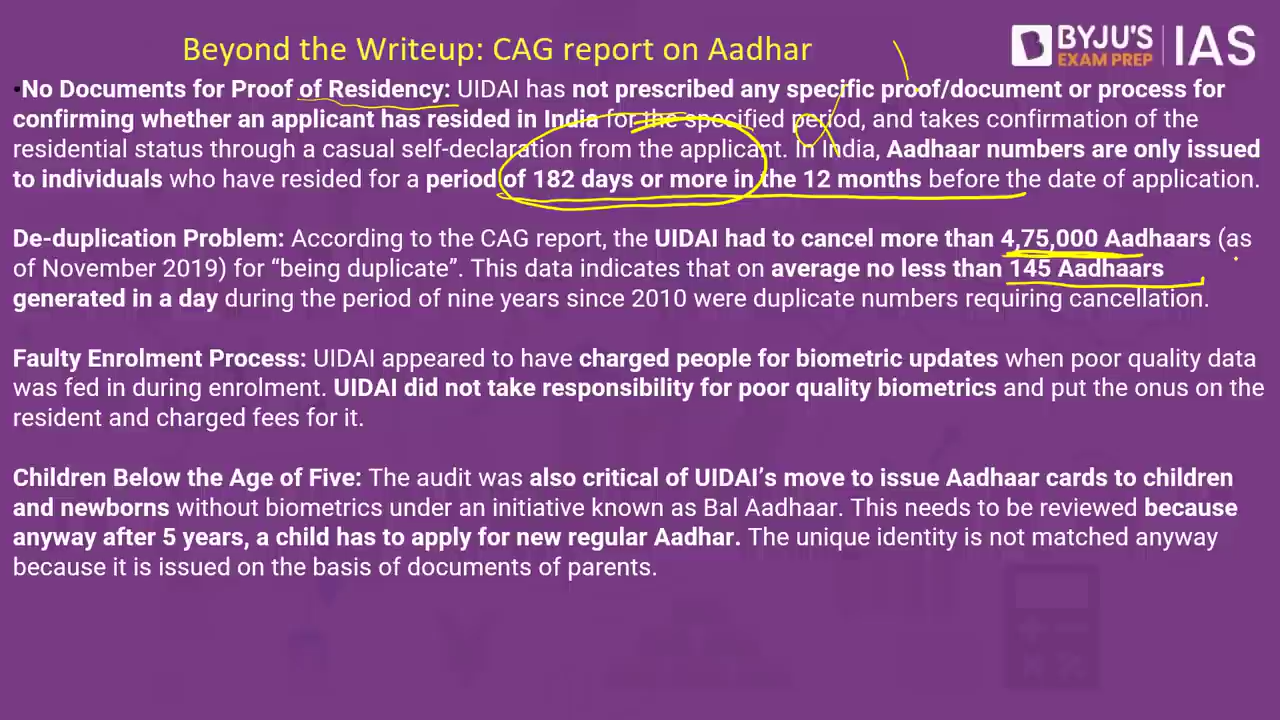 Beyond the Writeup: CAG report on Aadhar
BYJU'S
EXAM PREP
IAS
•No Documents for Proof of Residency: UIDAI has not prescribed any specific proof/document or process for
confirming whether an applicant has resided in India for the specified period, and takes confirmation of the
residential status through a casual self-declaration from the applicant. In India, Aadhaar numbers are only issued
to individuals who have resided for a period of 182 days or more in the 12 months before the date of application.
De-duplication Problem: According to the CAG report, the UIDAI had to cancel more than 4,75,000 Aadhaars (as
of November 2019) for “being duplicate”. This data indicates that on average no less than 145 Aadhaars
generated in a day during the period of nine years since 2010 were duplicate numbers requiring cancellation.
Faulty Enrolment Process: UIDAI appeared to have charged people for biometric updates when poor quality data
was fed in during enrolment. UIDAI did not take responsibility for poor quality biometrics and put the onus on the
resident and charged fees for it.
Children Below the Age of Five: The audit was also critical of UIDAI’s move to issue Aadhaar cards to children
and newborns without biometrics under an initiative known as Bal Aadhaar. This needs to be reviewed because
anyway after 5 years, a child has to apply for new regular Aadhar. The unique identity is not matched anyway
because it is issued on the basis of documents of parents.